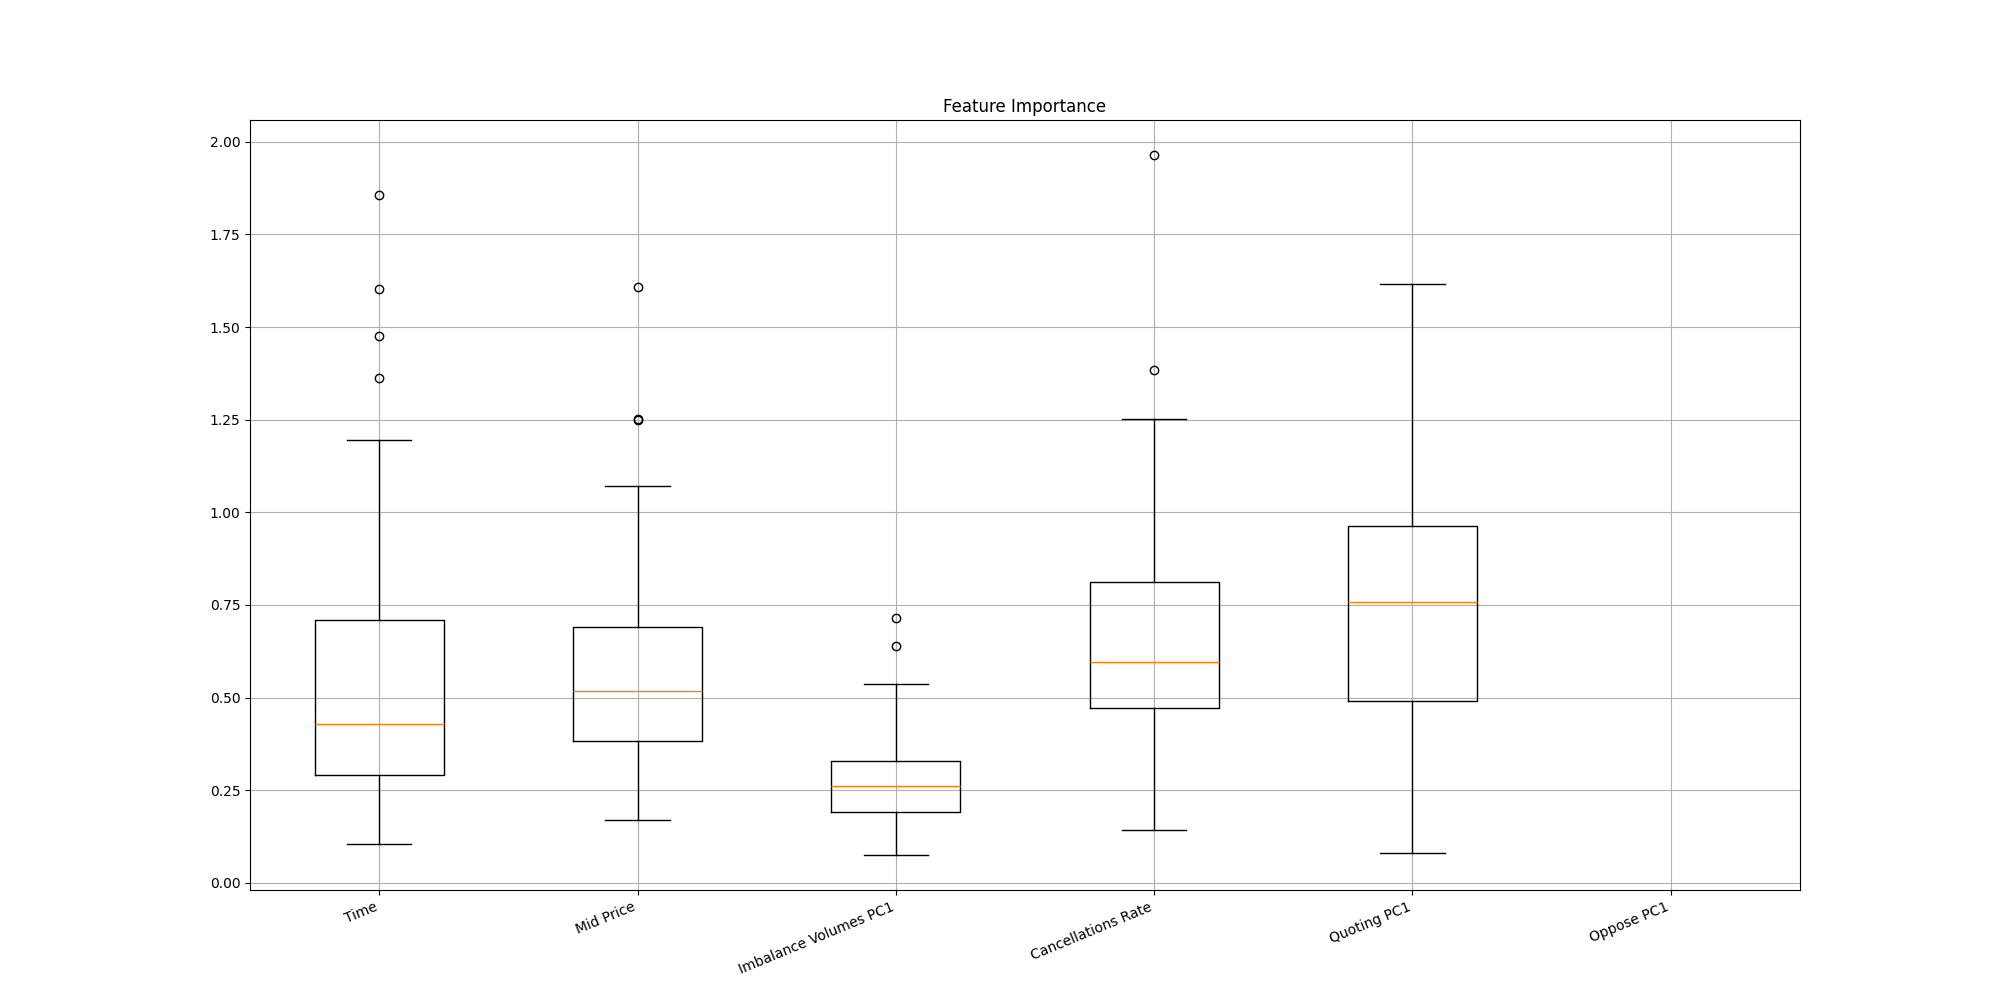 Feature Importance
2.00
1.75
1.50
1.25
1.00
0.75
0.50
0.25
0.00
Time
Mid Price
Imbalance Volumes PC1
Cancellations Rate
Quoting PC1
Oppose PC1